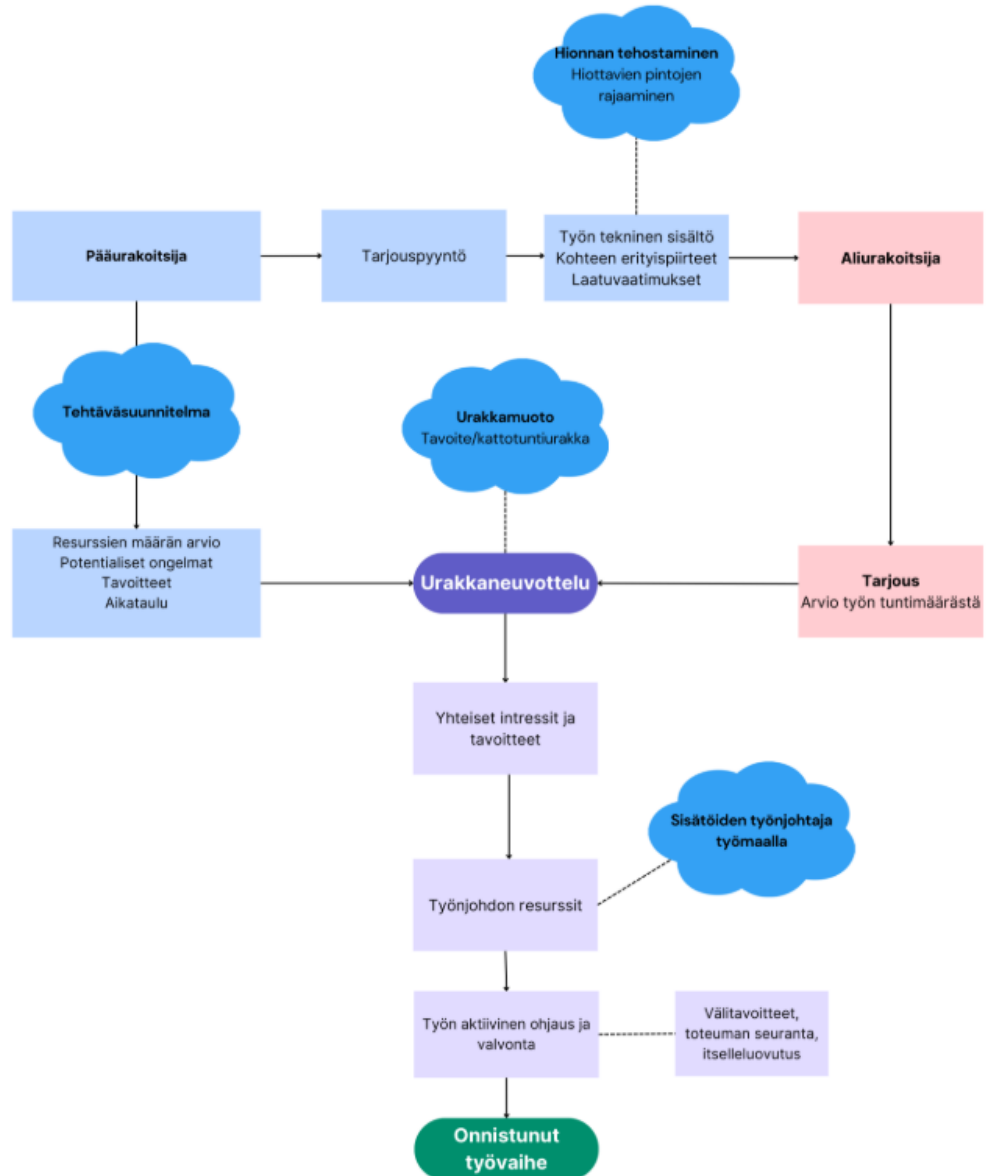 Hionnan tehostaminen
Hiottavien pintojen
rajaaminen
Pääurakoitsija
Tarjouspyyntö
Työn tekninen sisältö
Kohteen erityispiirteet
Laatuvaatimukset
Aliurakoitsija
Tehtäväsuunnitelma
Urakkamuoto
Tavoite/kattotuntiurakka
Resurssien määrän arvio
Potentialiset ongelmat
Tavoitteet
Aikataulu
Urakkaneuvottelu
Tarjous
Arvio työn tuntimäärästä
Yhteiset intressit ja
tavoitteet
Sisätöiden työnjohtaja
työmaalla
Työnjohdon resurssit
Työn aktiivinen ohjaus ja
valvonta
Välitavoitteet,
toteuman seuranta,
itselleluovutus
Onnistunut
työvaihe